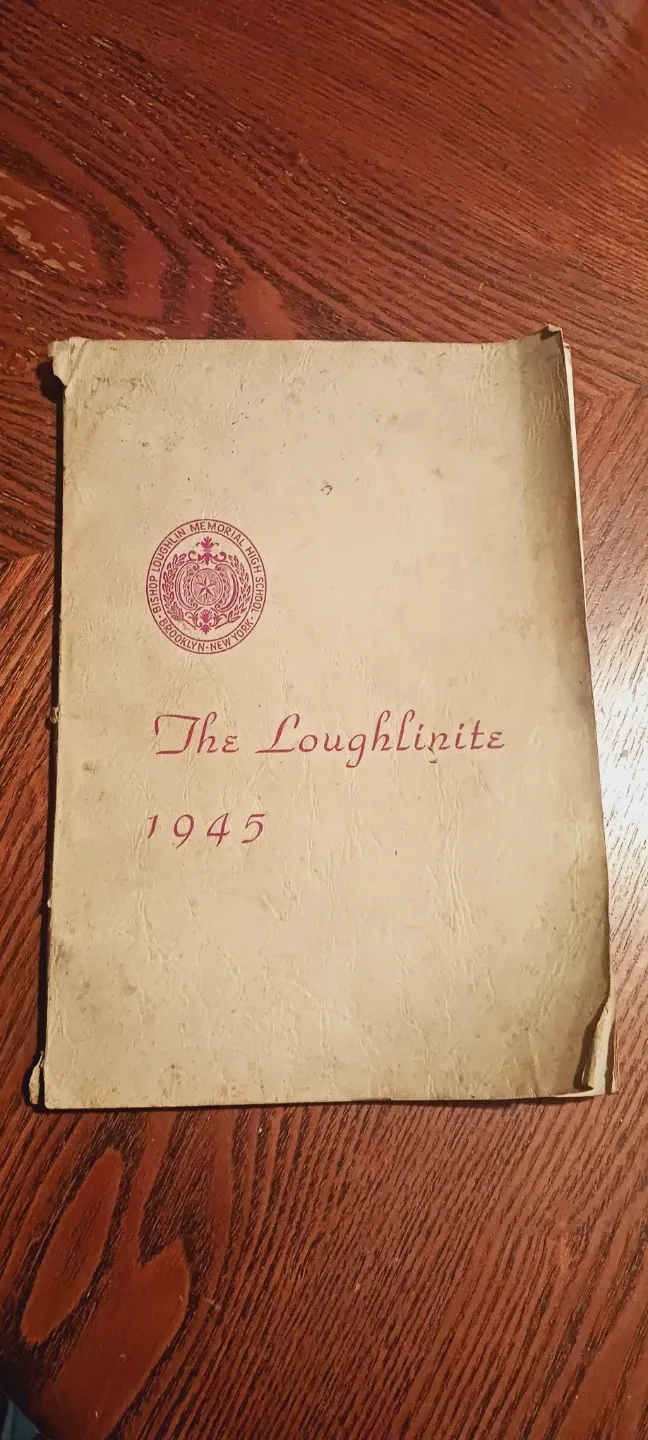 BISHOP LOUGHLIN MEMORIAL HIGH SCHOOL
· BROOKLYN · NEW YORK ·
The Loughlinite
1945